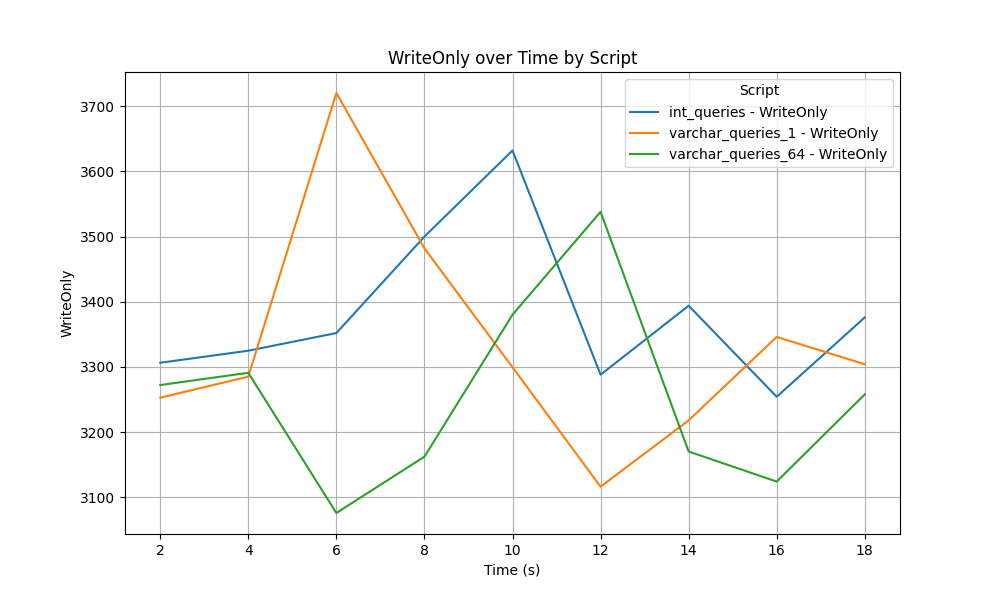 WriteOnly over Time by Script
Script
int_queries - WriteOnly
varchar_queries_1 - WriteOnly
varchar_queries_64 - WriteOnly
WriteOnly
3700
3600
3500
3400
3300
3200
3100
2 4 6 8 10 12 14 16 18
Time (s)